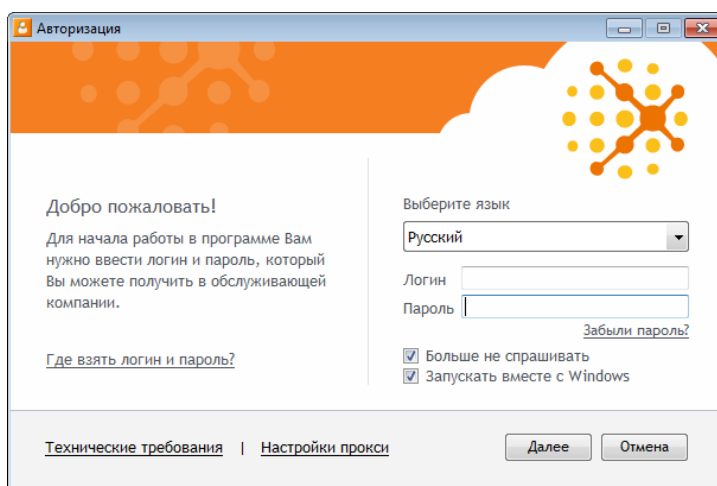 Авторизация
Добро пожаловать!
Для начала работы в программе Вам
нужно ввести логин и пароль, который
Вы можете получить в обслуживающей
компании.
Где взять логин и пароль?
Выберите язык
Русский
Логин
Пароль
Забыли пароль?
Больше не спрашивать
Запускать вместе с Windows
Технические требования | Настройки прокси
Далее
Отмена